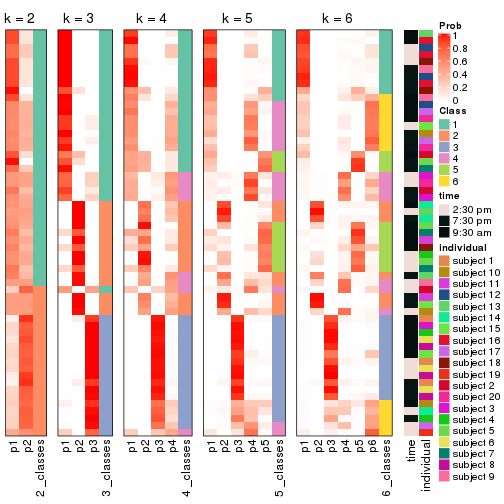 k = 2 k = 3 k = 4 k = 5 k = 6
p1 p2 2_classes p1 p2 p3 3_classes p1 p2 p3 p4 4_classes p1 p2 p3 p4 p5 5_classes p1 p2 p3 p4 p5 p6 6_classes time individual
Prob
1
0.8
0.6
0.4
0.2
0
Class
1
2
3
4
5
6
time
2:30 pm
7:30 pm
9:30 am
individual
subject 1
subject 10
subject 11
subject 12
subject 13
subject 14
subject 15
subject 16
subject 17
subject 18
subject 19
subject 2
subject 20
subject 3
subject 4
subject 5
subject 6
subject 7
subject 8
subject 9